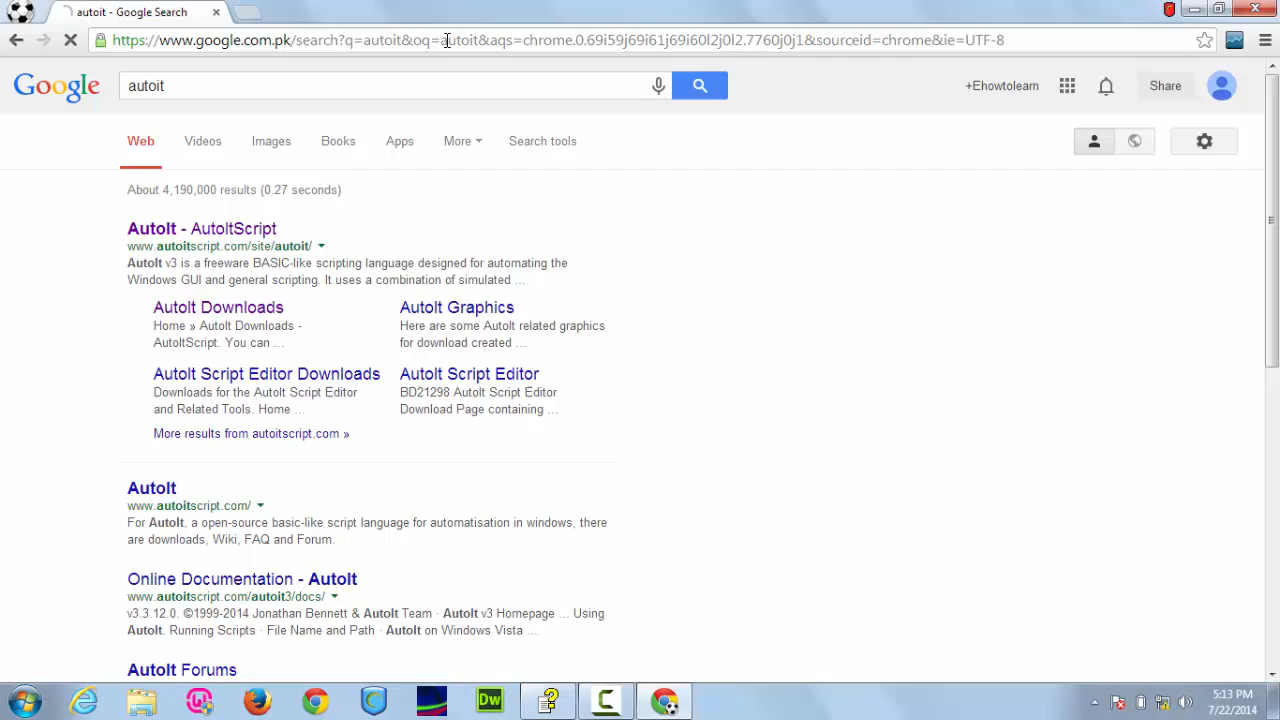 autoit - Google Search
https://www.google.com.pk/search?q=autoit&oq=autoit&aqs=chrome.0.69i59j69i61j69i60l2j0l2.7760j0j1&sourceid=chrome&ie=UTF-8
Google
autoit
+Ehowtolearn
Share
Web Videos Images Books Apps More Search tools
About 4,190,000 results (0.27 seconds)
AutoIt - AutoItScript
www.autoitscript.com/site/autoit/
AutoIt v3 is a freeware BASIC-like scripting language designed for automating the
Windows GUI and general scripting. It uses a combination of simulated ...
AutoIt Downloads
Home » AutoIt Downloads -
AutoItScript. You can ...
AutoIt Graphics
Here are some AutoIt related graphics
for download created ...
AutoIt Script Editor Downloads
Downloads for the AutoIt Script Editor
and Related Tools. Home ...
AutoIt Script Editor
BD21298 AutoIt Script Editor
Download Page containing ...
More results from autoitscript.com »
AutoIt
www.autoitscript.com/
For AutoIt, a open-source basic-like script language for automatisation in windows, there
are downloads, Wiki, FAQ and Forum.
Online Documentation - AutoIt
www.autoitscript.com/autoit3/docs/
v3.3.12.0. ©1999-2014 Jonathan Bennett & AutoIt Team · AutoIt v3 Homepage ... Using
AutoIt. Running Scripts · File Name and Path · AutoIt on Windows Vista ...
AutoIt Forums
Dw
5:13 PM
7/22/2014